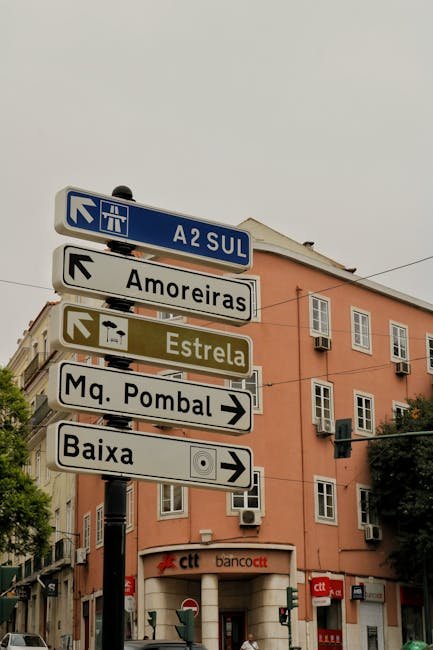 A2 SUL
Amoreiras
Estrela
Mq. Pombal
Baixa
ctt bancoctt
ctt